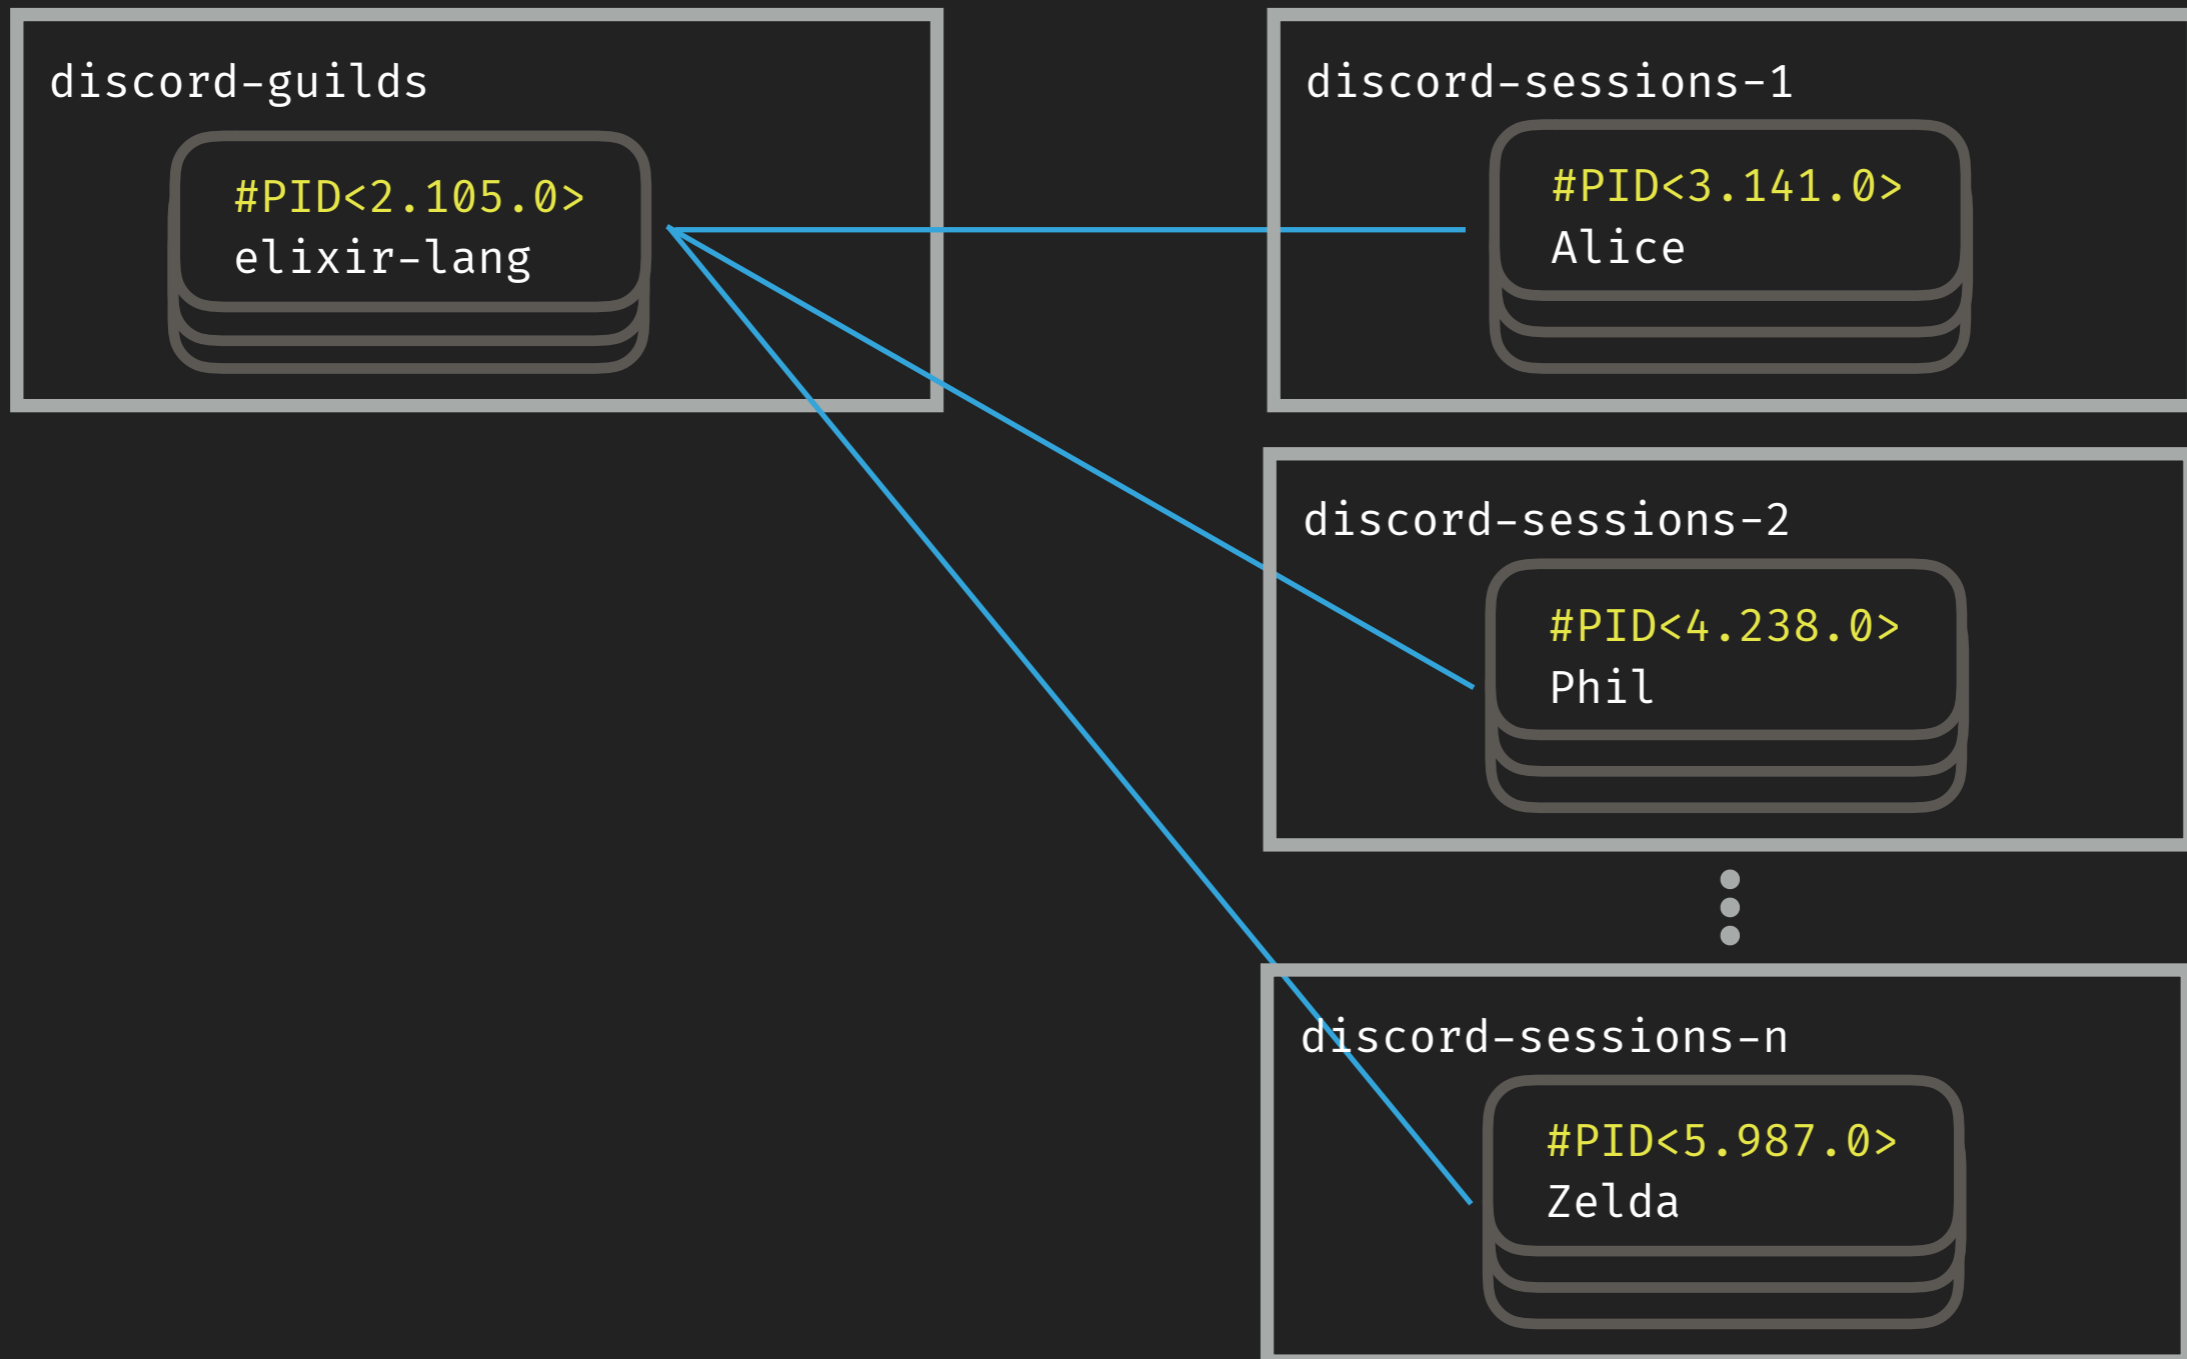 discord-guilds
#PID<2.105.0>
elixir-lang
discord-sessions-1
#PID<3.141.0>
Alice
discord-sessions-2
#PID<4.238.0>
Phil
discord-sessions-n
#PID<5.987.0>
Zelda